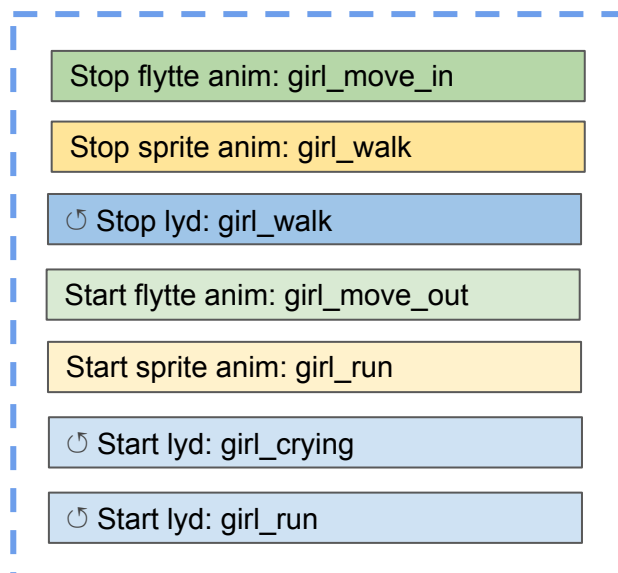 Stop flytte anim: girl_move_in
Stop sprite anim: girl_walk
↺ Stop lyd: girl_walk
Start flytte anim: girl_move_out
Start sprite anim: girl_run
↺ Start lyd: girl_crying
↺ Start lyd: girl_run